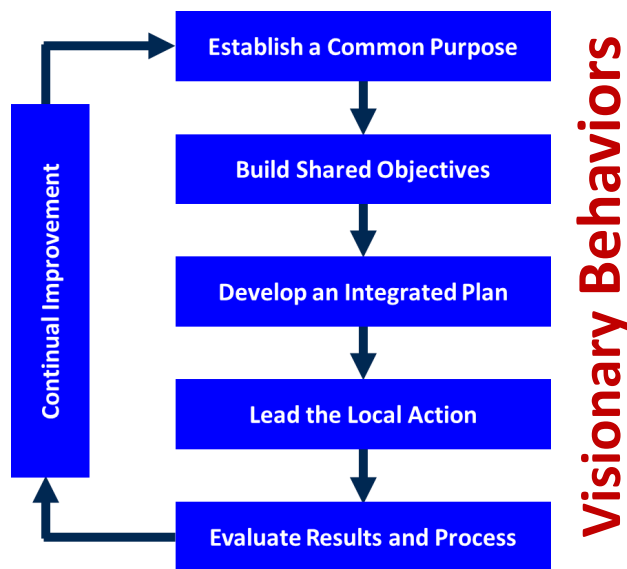 Establish a Common Purpose
Build Shared Objectives
Develop an Integrated Plan
Lead the Local Action
Evaluate Results and Process
Continual Improvement
Visionary Behaviors